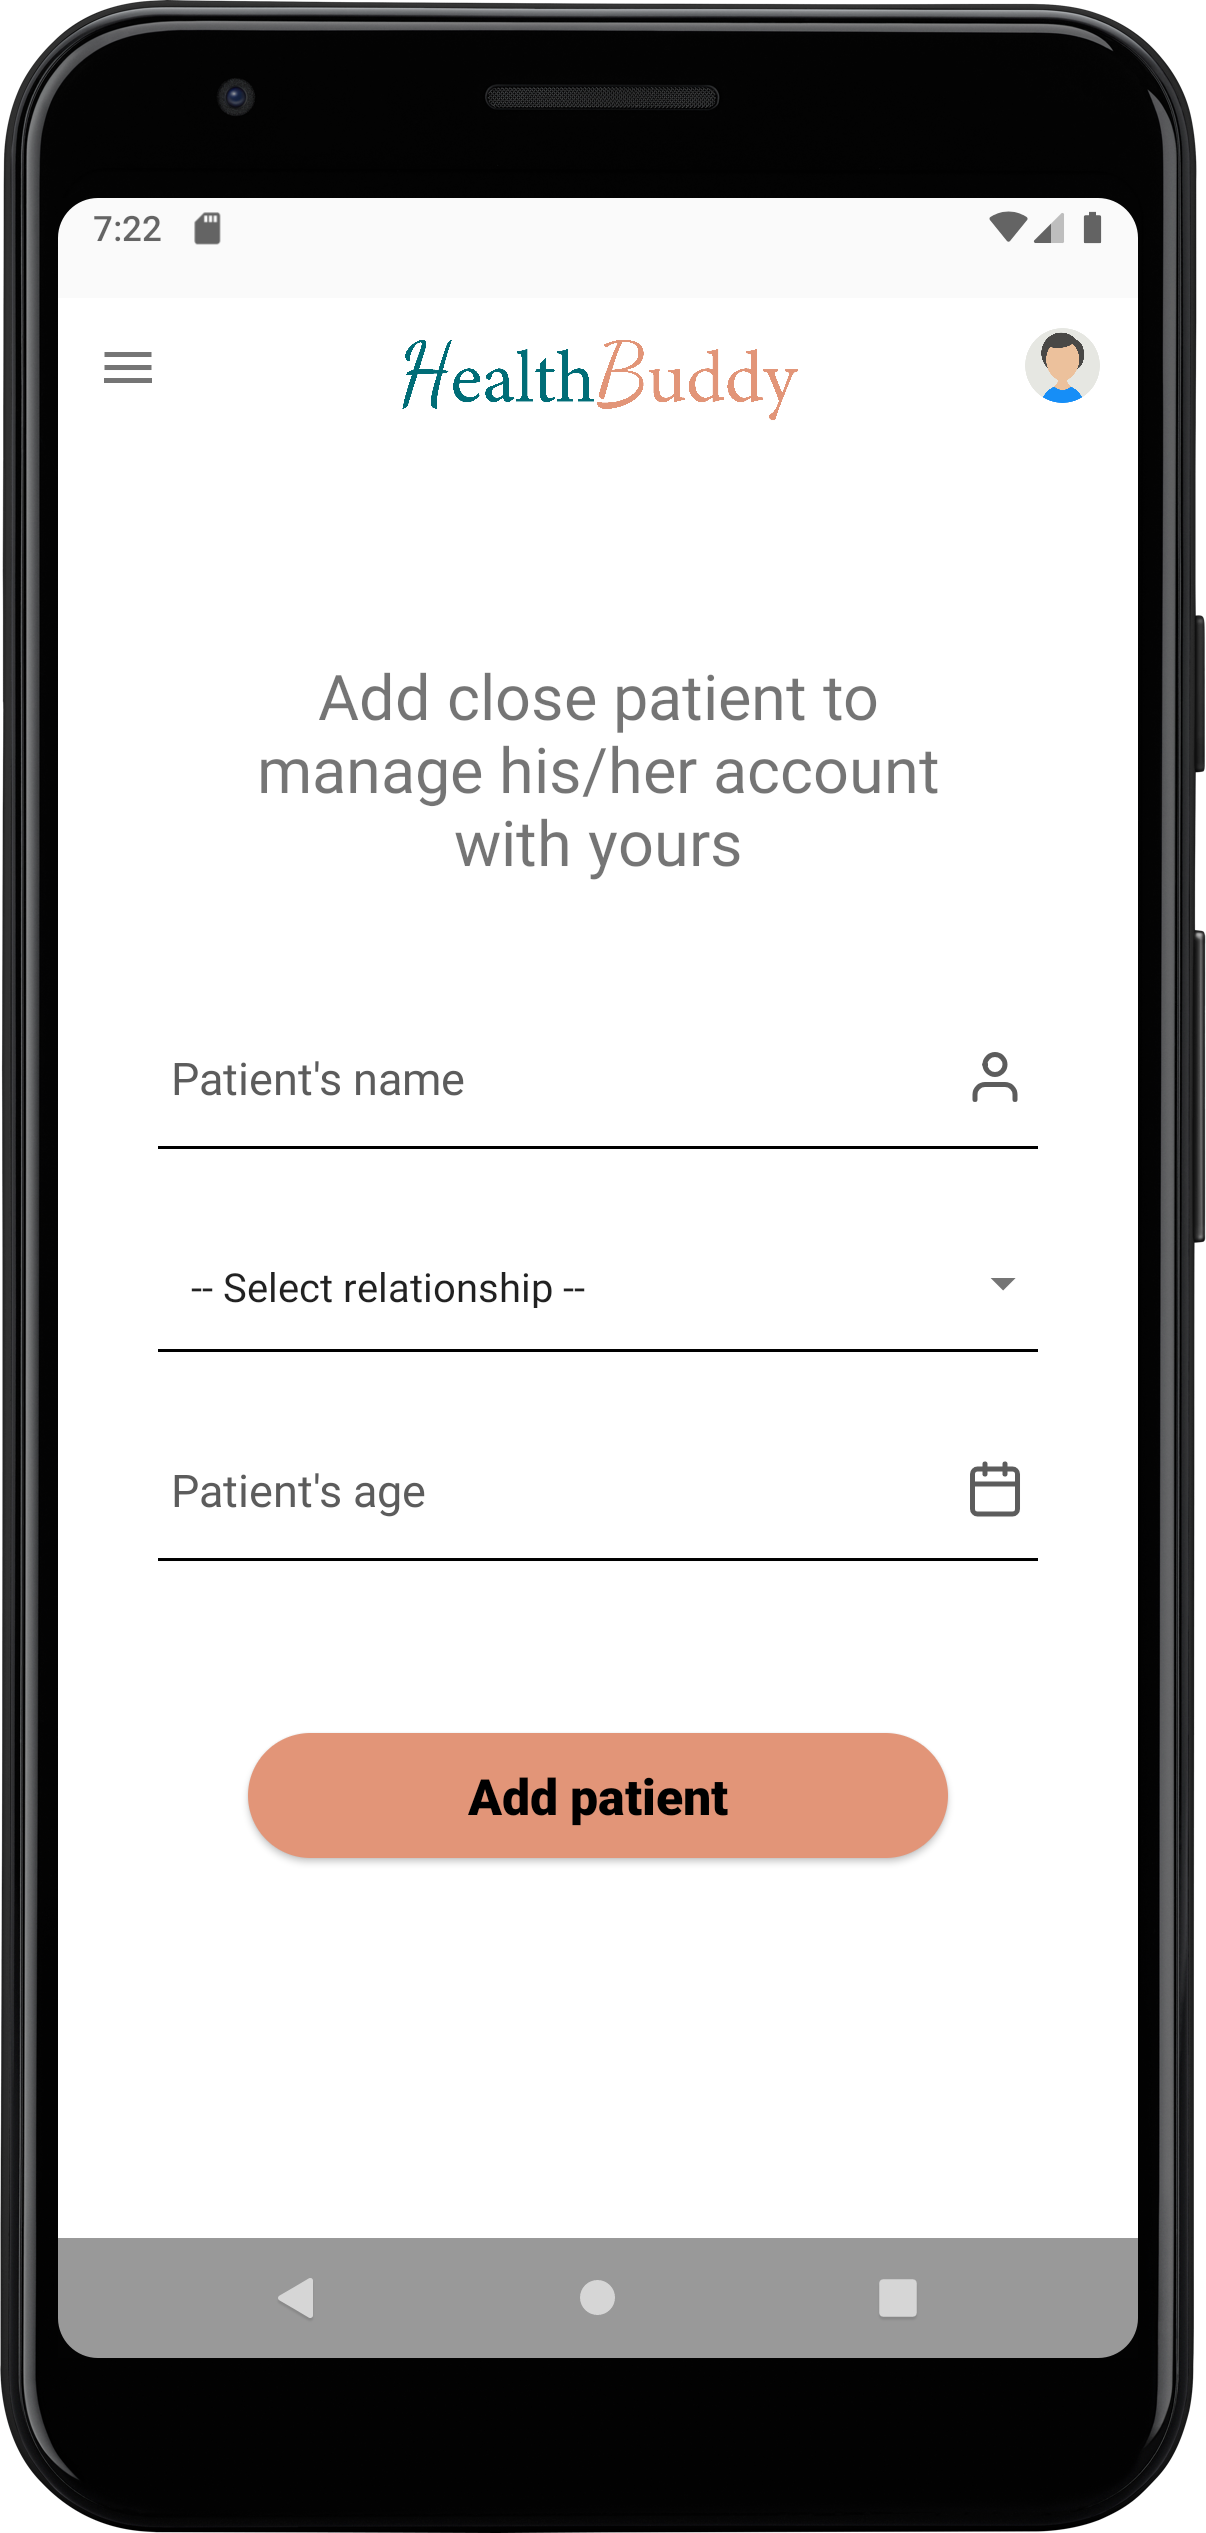 7:22
HealthBuddy
Add close patient to
manage his/her account
with yours
Patient's name
-- Select relationship --
Patient's age
Add patient